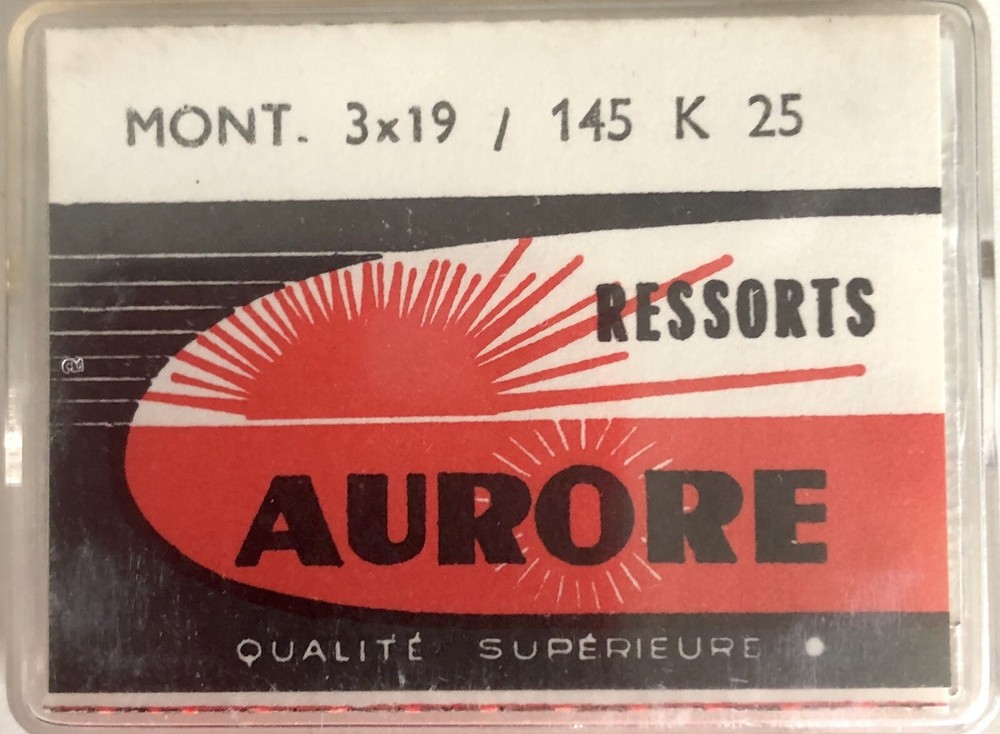 MONT. 3x19 / 145 K 25
RESSORTS
AURORE
QUALITÉ SUPÉRIEURE